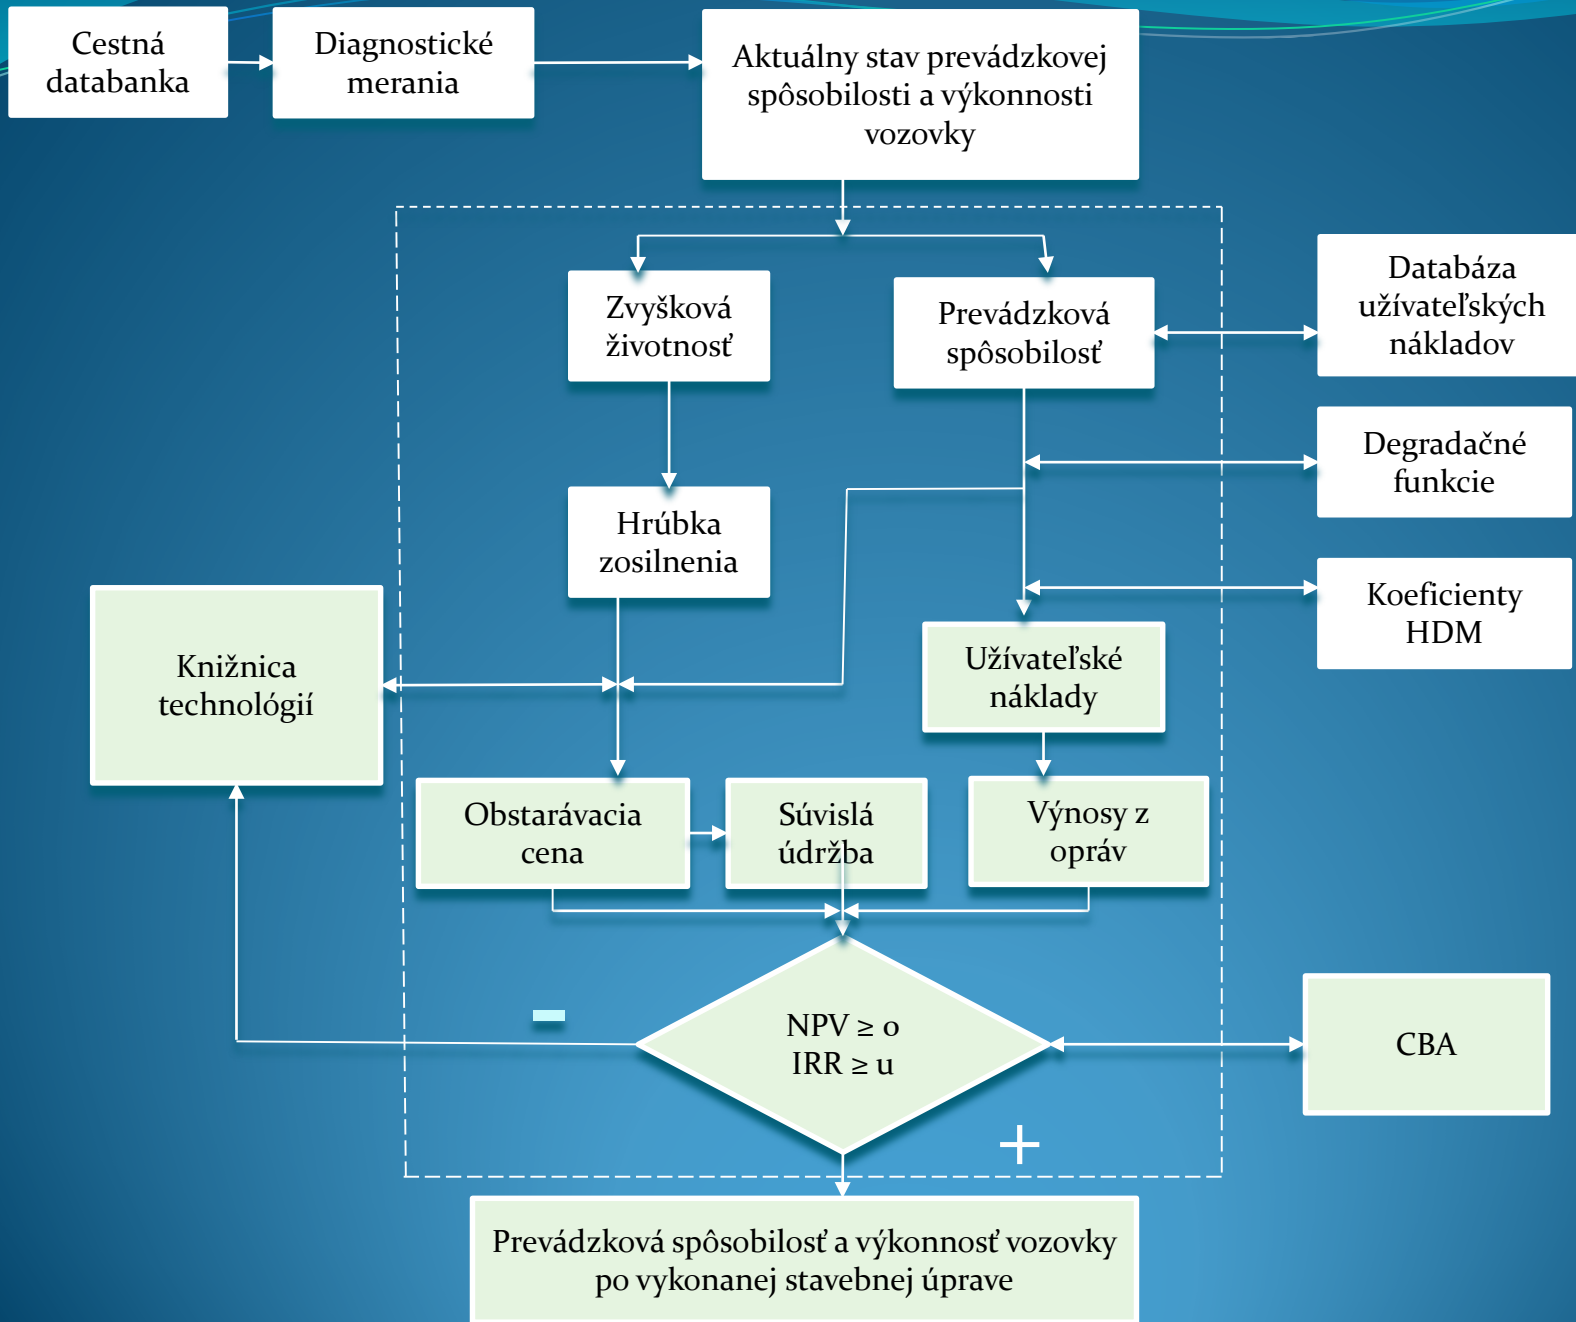 Cestná
databanka
Diagnostické
merania
Aktuálny stav prevádzkovej
spôsobilosti a výkonnosti
vozovky
Zvyšková
životnosť
Prevádzková
spôsobilosť
Databáza
užívateľských
nákladov
Degradačné
funkcie
Hrúbka
zosilnenia
Koeficienty
HDM
Knižnica
technológií
Užívateľské
náklady
Obstarávacia
cena
Súvislá
údržba
Výnosy z
opráv
-
NPV ≥ 0
IRR ≥ u
CBA
+
Prevádzková spôsobilosť a výkonnosť vozovky
po vykonanej stavebnej úprave